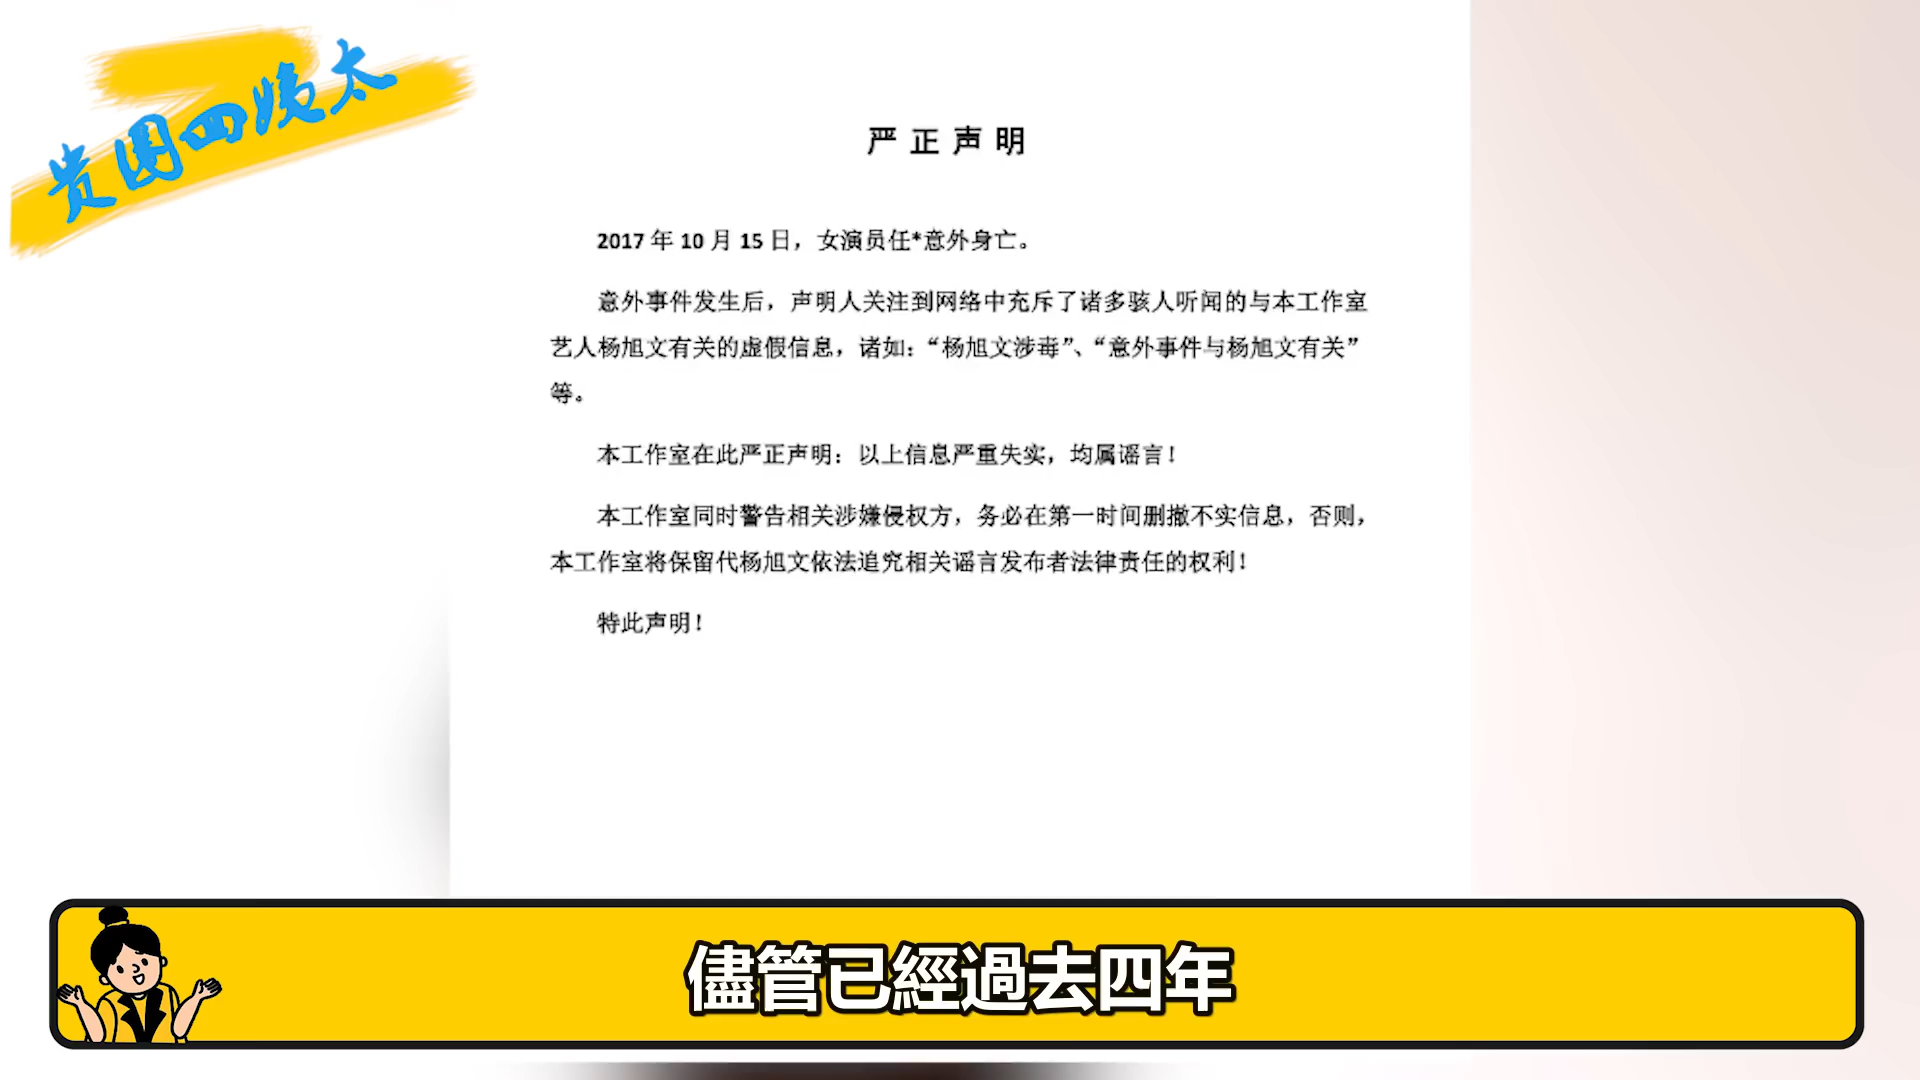 贵圈四姨太
严正声明
2017年10月15日，女演员任*意外身亡。
意外事件发生后，声明人关注到网络中充斥了诸多骇人听闻的与本工作室
艺人杨旭文有关的虚假信息，诸如：“杨旭文涉毒”、“意外事件与杨旭文有关”
等。
本工作室在此严正声明：以上信息严重失实，均属谣言！
本工作室同时警告相关涉嫌侵权方，务必在第一时间删撤不实信息，否则，
本工作室将保留代杨旭文依法追究相关谣言发布者法律责任的权利！
特此声明！
儘管已經過去四年